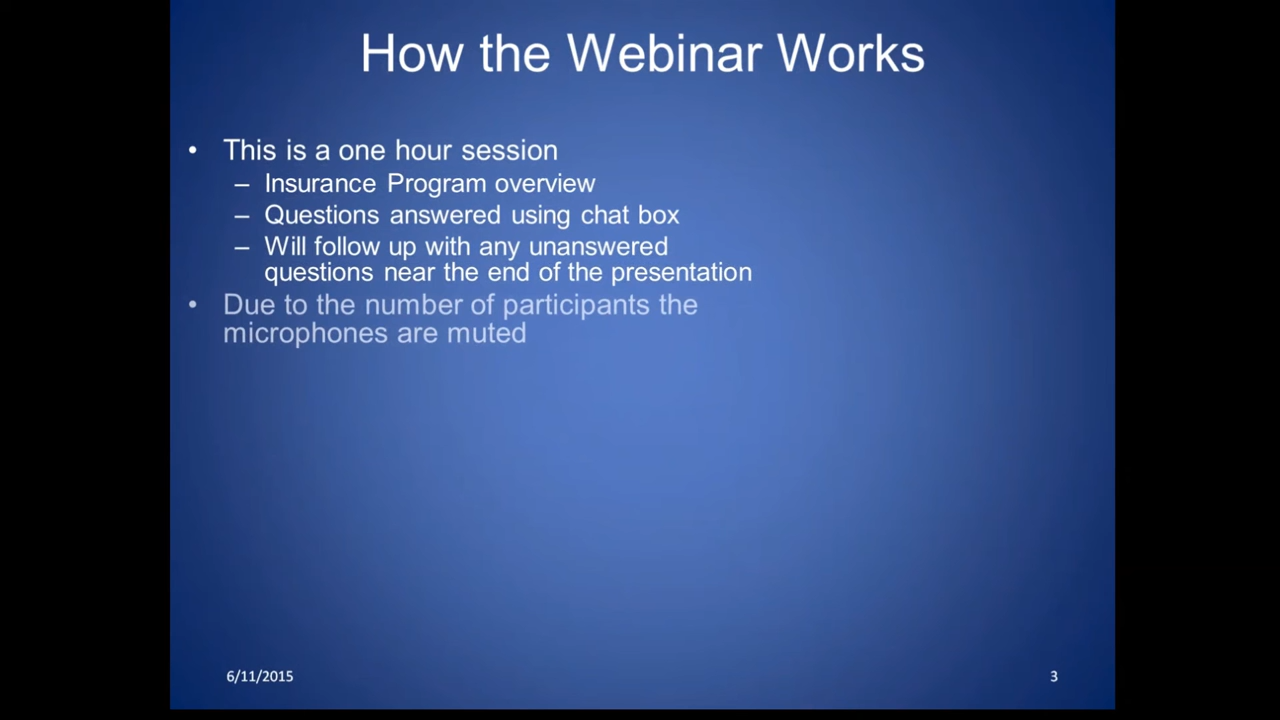 How the Webinar Works
• This is a one hour session
– Insurance Program overview
– Questions answered using chat box
– Will follow up with any unanswered
questions near the end of the presentation
• Due to the number of participants the
microphones are muted
6/11/2015
3